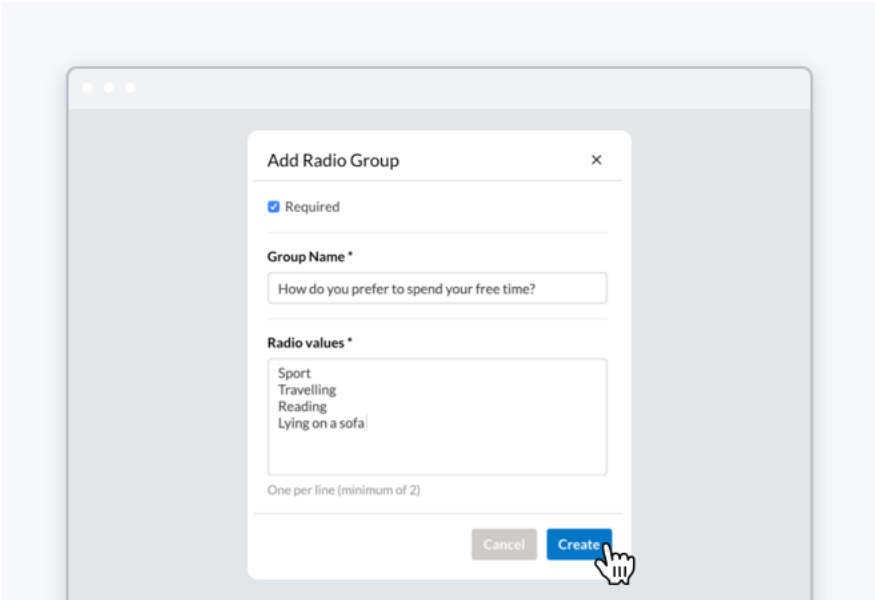 Add Radio Group
Required
Group Name *
How do you prefer to spend your free time?
Radio values *
Sport
Travelling
Reading
Lying on a sofa
One per line (minimum of 2)
Cancel
Create